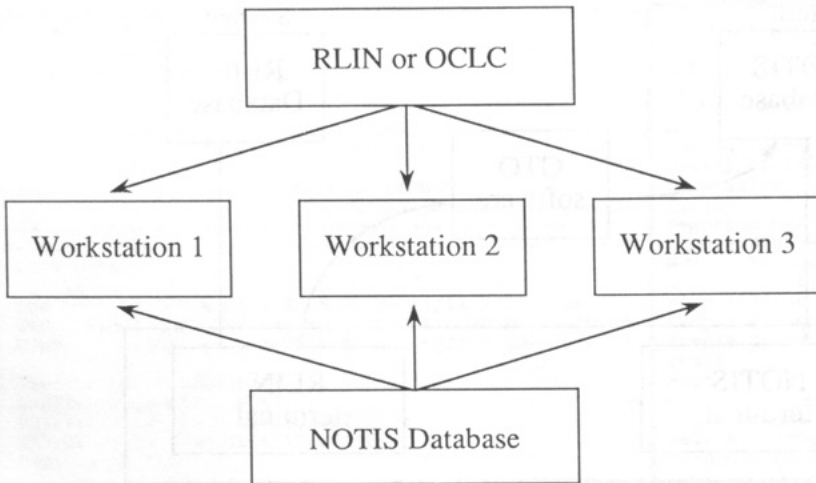 RLIN or OCLC
Workstation 1
Workstation 2
Workstation 3
NOTIS Database